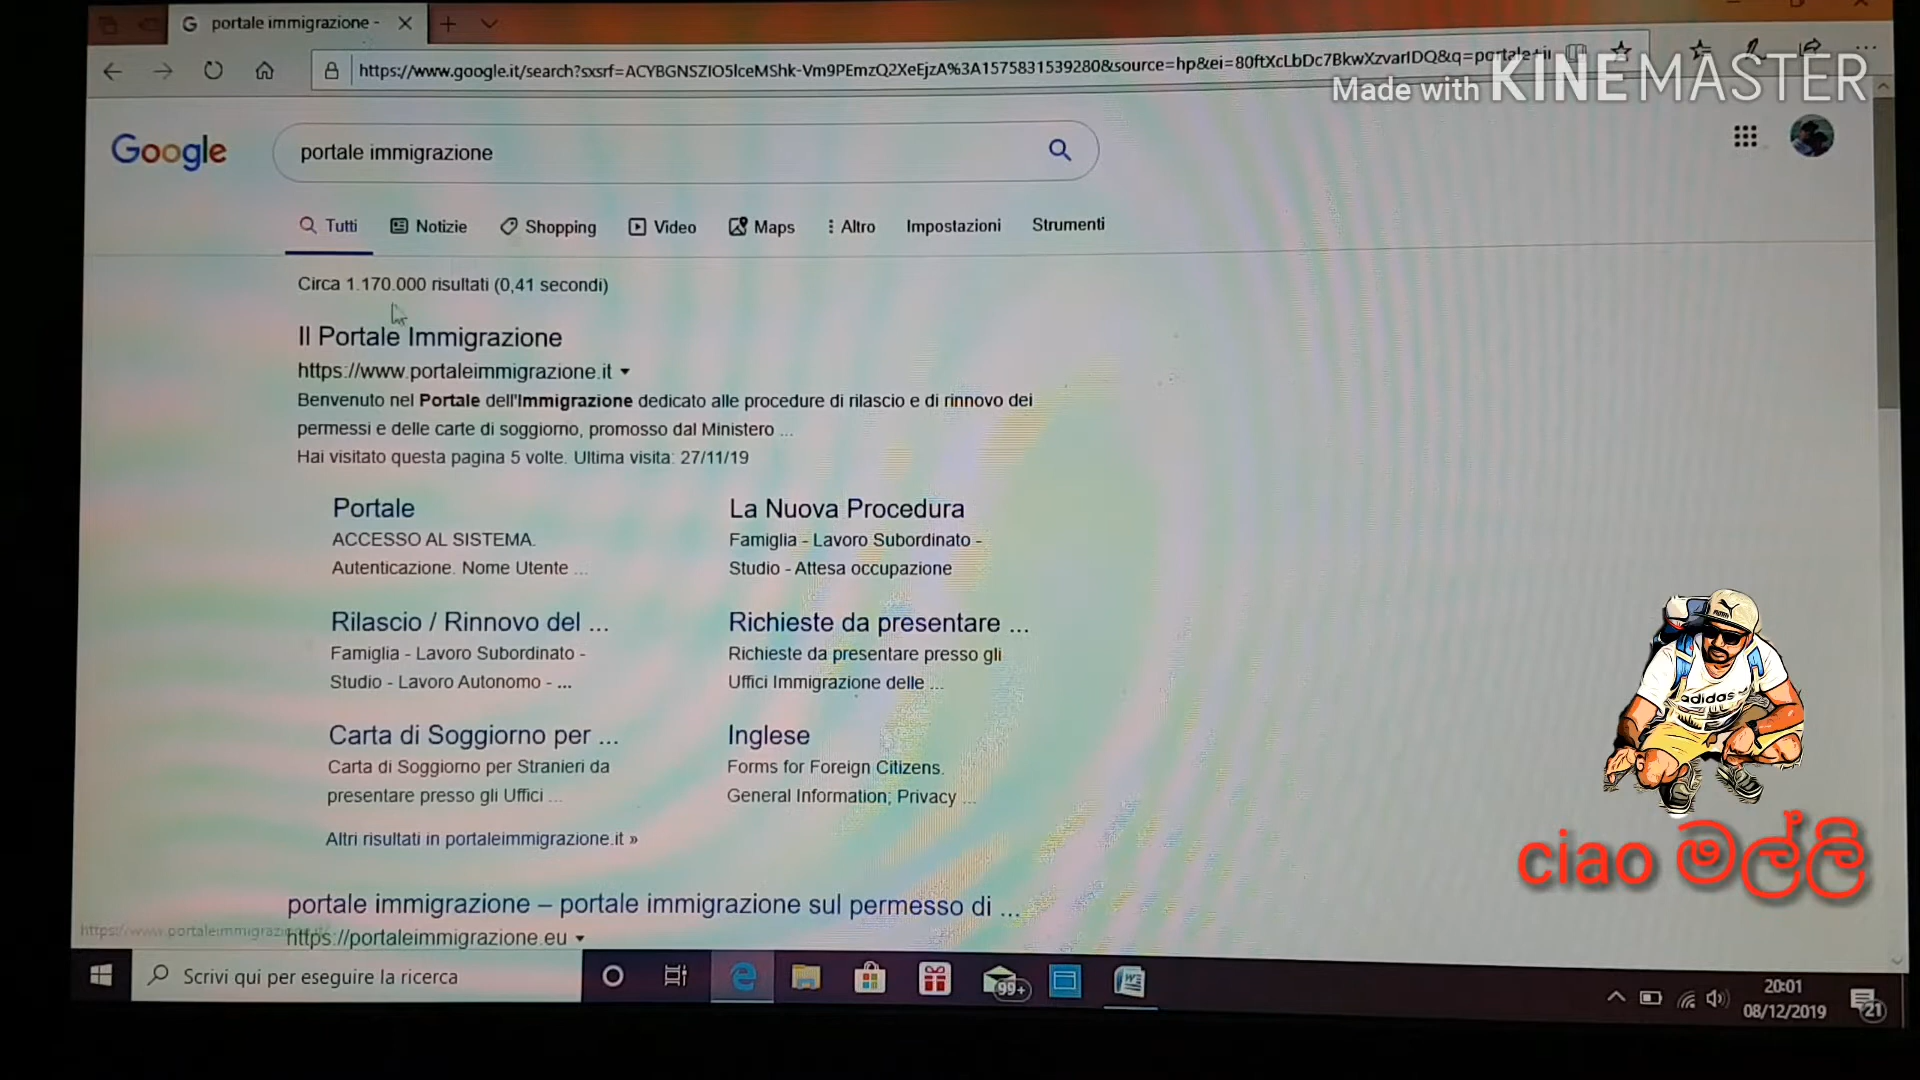 portale immigrazione -
https://www.google.it/search?sxsrf=ACYBGNSZIO5lceMShk-Vm9PEmzQ2XeEjzA%3A1575831539280&source=hp&ei=80ftXcLbDc7BkwXzvarIDQ&q=portale+i
Made with KINEMASTER
Google
portale immigrazione
Tutti Notizie Shopping Video Maps Altro Impostazioni Strumenti
Circa 1.170.000 risultati (0,41 secondi)
Il Portale Immigrazione
https://www.portaleimmigrazione.it
Benvenuto nel Portale dell'Immigrazione dedicato alle procedure di rilascio e di rinnovo dei
permessi e delle carte di soggiorno, promosso dal Ministero ...
Hai visitato questa pagina 5 volte. Ultima visita: 27/11/19
Portale
ACCESSO AL SISTEMA.
Autenticazione. Nome Utente ...
La Nuova Procedura
Famiglia - Lavoro Subordinato -
Studio - Attesa occupazione
Rilascio / Rinnovo del ...
Famiglia - Lavoro Subordinato -
Studio - Lavoro Autonomo - ...
Richieste da presentare ...
Richieste da presentare presso gli
Uffici Immigrazione delle ...
Carta di Soggiorno per ...
Carta di Soggiorno per Stranieri da
presentare presso gli Uffici ...
Inglese
Forms for Foreign Citizens.
General Information; Privacy ...
Altri risultati in portaleimmigrazione.it »
adidas
ciao මල්ලි
portale immigrazione – portale immigrazione sul permesso di ...
https://www.portaleimmigrazione.it/
https://portaleimmigrazione.eu
Scrivi qui per eseguire la ricerca
99+
20:01
08/12/2019
21